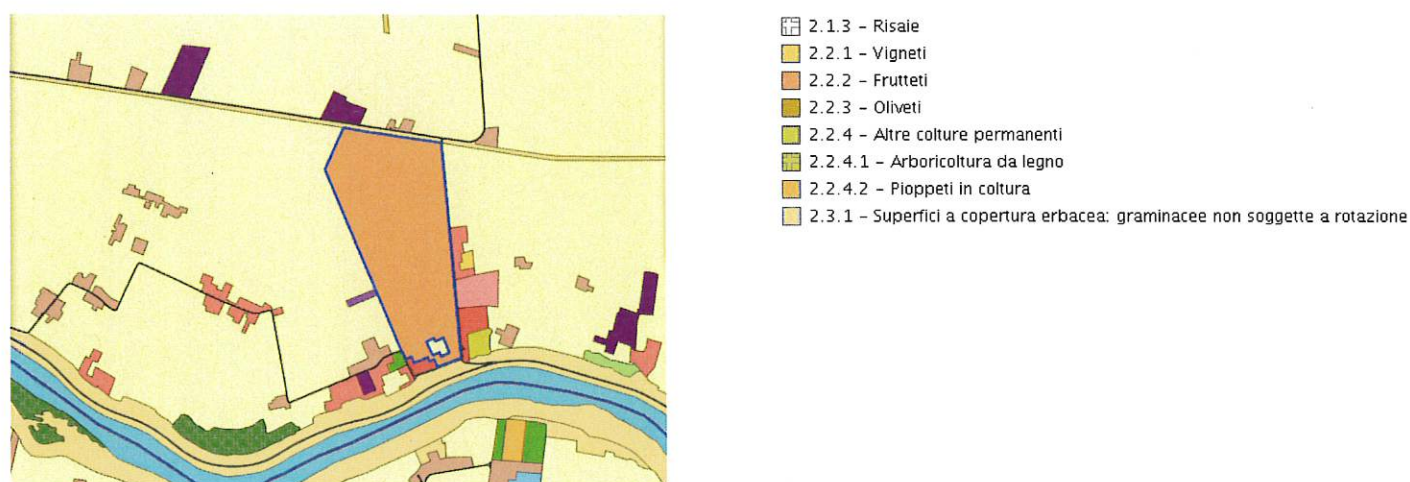 2.1.3 – Risaie
2.2.1 – Vigneti
2.2.2 – Frutteti
2.2.3 – Oliveti
2.2.4 – Altre colture permanenti
2.2.4.1 – Arboricoltura da legno
2.2.4.2 – Pioppeti in coltura
2.3.1 – Superfici a copertura erbacea: graminacee non soggette a rotazione